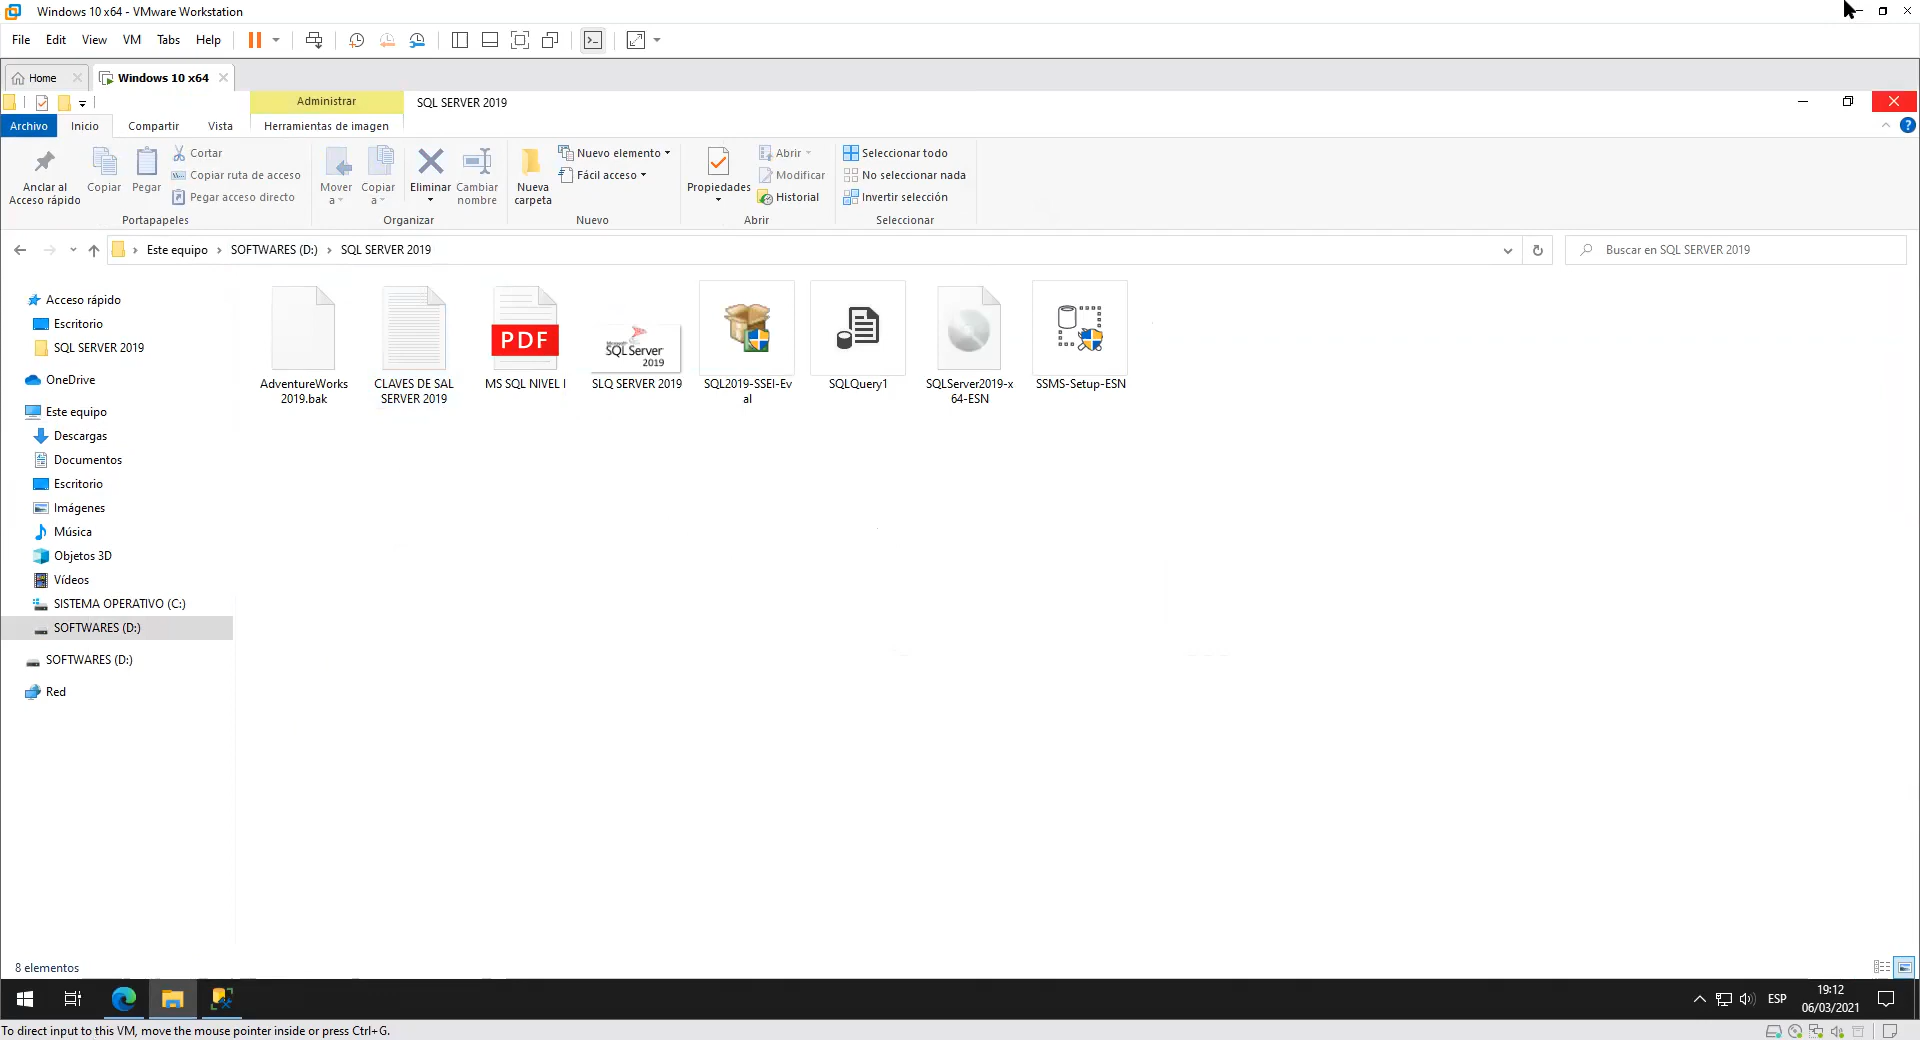 Windows 10 x64 - VMware Workstation
File Edit View VM Tabs Help
Home Windows 10 x64
Administrar SQL SERVER 2019
Archivo Inicio Compartir Vista Herramientas de imagen
Anclar al
Acceso rápido
Copiar
Pegar
Cortar
Copiar ruta de acceso
Pegar acceso directo
Portapapeles
Mover
a
Copiar
a
Eliminar
Cambiar
nombre
Organizar
Nueva
carpeta
Nuevo elemento
Fácil acceso
Nuevo
Propiedades
Abrir
Modificar
Historial
Abrir
Seleccionar todo
No seleccionar nada
Invertir selección
Seleccionar
Este equipo › SOFTWARES (D:) › SQL SERVER 2019
Buscar en SQL SERVER 2019
Acceso rápido
Escritorio
SQL SERVER 2019
OneDrive
Este equipo
Descargas
Documentos
Escritorio
Imágenes
Música
Objetos 3D
Vídeos
SISTEMA OPERATIVO (C:)
SOFTWARES (D:)
SOFTWARES (D:)
Red
AdventureWorks
2019.bak
CLAVES DE SAL
SERVER 2019
PDF
MS SQL NIVEL I
SQL Server
2019
SLQ SERVER 2019
SQL2019-SSEI-Ev
al
SQLQuery1
SQLServer2019-x
64-ESN
SSMS-Setup-ESN
8 elementos
ESP
19:12
06/03/2021
To direct input to this VM, move the mouse pointer inside or press Ctrl+G.